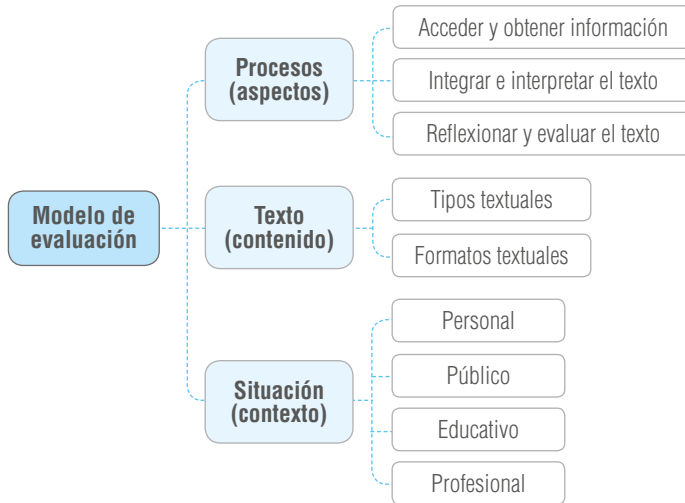 Modelo de
evaluación
Procesos
(aspectos)
Acceder y obtener información
Integrar e interpretar el texto
Reflexionar y evaluar el texto
Texto
(contenido)
Tipos textuales
Formatos textuales
Situación
(contexto)
Personal
Público
Educativo
Profesional